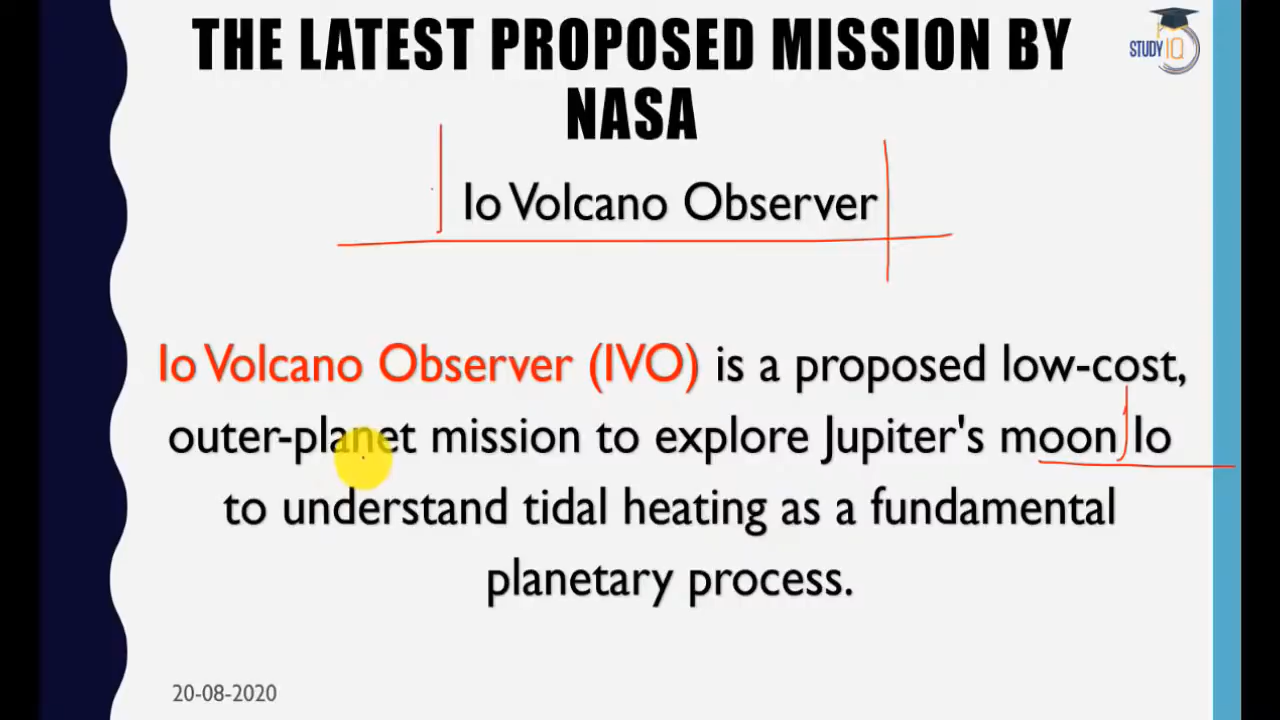 THE LATEST PROPOSED MISSION BY
NASA
STUDY IQ
Io Volcano Observer
Io Volcano Observer (IVO) is a proposed low-cost,
outer-planet mission to explore Jupiter's moon Io
to understand tidal heating as a fundamental
planetary process.
20-08-2020